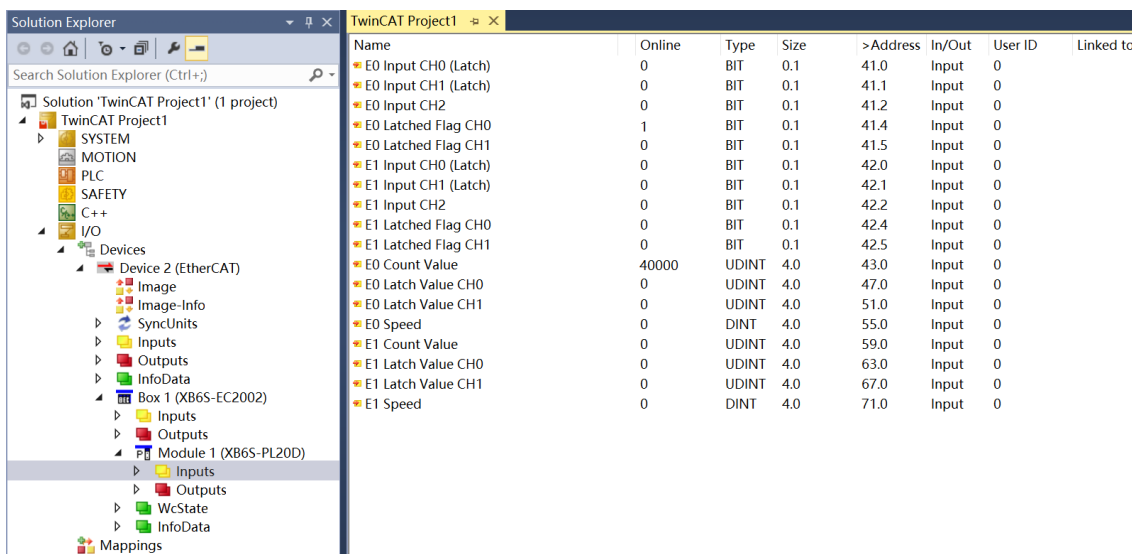 Solution Explorer
Search Solution Explorer (Ctrl+;)
Solution 'TwinCAT Project1' (1 project)
TwinCAT Project1
SYSTEM
MOTION
PLC
SAFETY
C++
I/O
Devices
Device 2 (EtherCAT)
Image
Image-Info
SyncUnits
Inputs
Outputs
InfoData
Box 1 (XB6S-EC2002)
Inputs
Outputs
Module 1 (XB6S-PL20D)
Inputs
Outputs
WcState
InfoData
Mappings
TwinCAT Project1
Name Online Type Size >Address In/Out User ID Linked to
E0 Input CH0 (Latch) 0 BIT 0.1 41.0 Input 0
E0 Input CH1 (Latch) 0 BIT 0.1 41.1 Input 0
E0 Input CH2 0 BIT 0.1 41.2 Input 0
E0 Latched Flag CH0 1 BIT 0.1 41.4 Input 0
E0 Latched Flag CH1 0 BIT 0.1 41.5 Input 0
E1 Input CH0 (Latch) 0 BIT 0.1 42.0 Input 0
E1 Input CH1 (Latch) 0 BIT 0.1 42.1 Input 0
E1 Input CH2 0 BIT 0.1 42.2 Input 0
E1 Latched Flag CH0 0 BIT 0.1 42.4 Input 0
E1 Latched Flag CH1 0 BIT 0.1 42.5 Input 0
E0 Count Value 40000 UDINT 4.0 43.0 Input 0
E0 Latch Value CH0 0 UDINT 4.0 47.0 Input 0
E0 Latch Value CH1 0 UDINT 4.0 51.0 Input 0
E0 Speed 0 DINT 4.0 55.0 Input 0
E1 Count Value 0 UDINT 4.0 59.0 Input 0
E1 Latch Value CH0 0 UDINT 4.0 63.0 Input 0
E1 Latch Value CH1 0 UDINT 4.0 67.0 Input 0
E1 Speed 0 DINT 4.0 71.0 Input 0